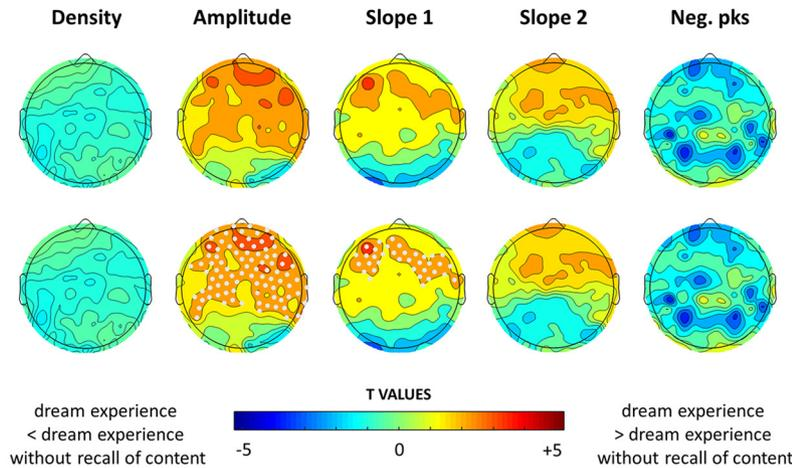 Density Amplitude Slope 1 Slope 2 Neg. pks
T VALUES
dream experience
< dream experience
without recall of content
-5 0 +5
dream experience
> dream experience
without recall of content